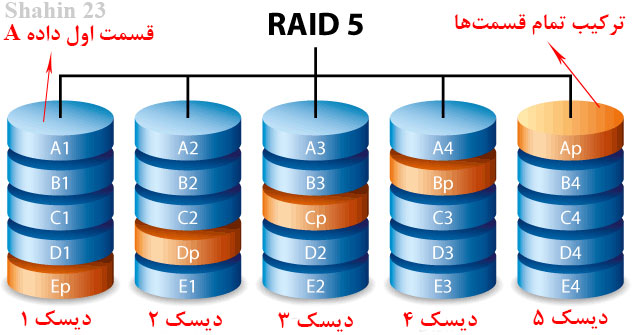 Shahin 23
قسمت اول داده A
RAID 5
ترکیب تمام قسمت‌ها
A1 A2 A3 A4 Ap
B1 B2 B3 Bp B4
C1 C2 Cp C3 C4
D1 Dp D2 D3 D4
Ep E1 E2 E3 E4
دیسک ۱ دیسک ۲ دیسک ۳ دیسک ۴ دیسک ۵